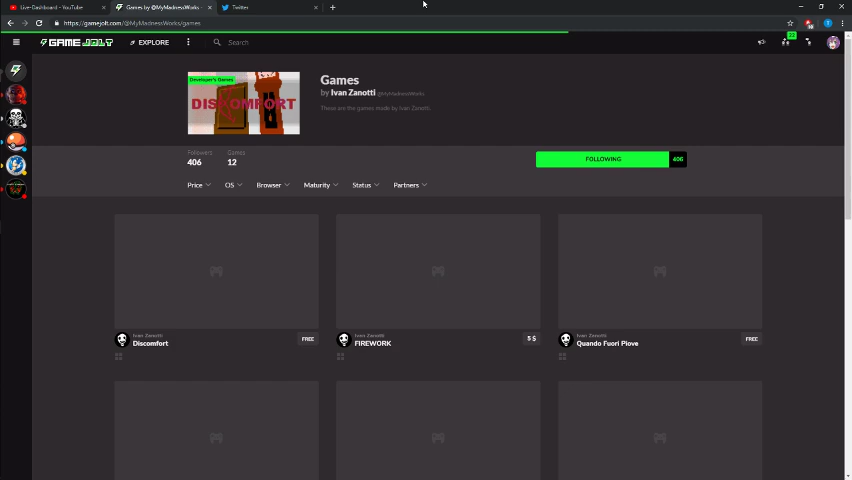 Live-Dashboard - YouTube
Games by @MyMadnessWorks -
Twitter
https://gamejolt.com/@MyMadnessWorks/games
GAME JOLT
EXPLORE
Search
22
Developer's Games
DISCOMFORT
Games
by Ivan Zanotti @MyMadnessWorks
These are the games made by Ivan Zanotti.
Followers Games
406 12
FOLLOWING 406
Price OS Browser Maturity Status Partners
Ivan Zanotti
Discomfort FREE
Ivan Zanotti
FIREWORK 5 $
Ivan Zanotti
Quando Fuori Piove FREE